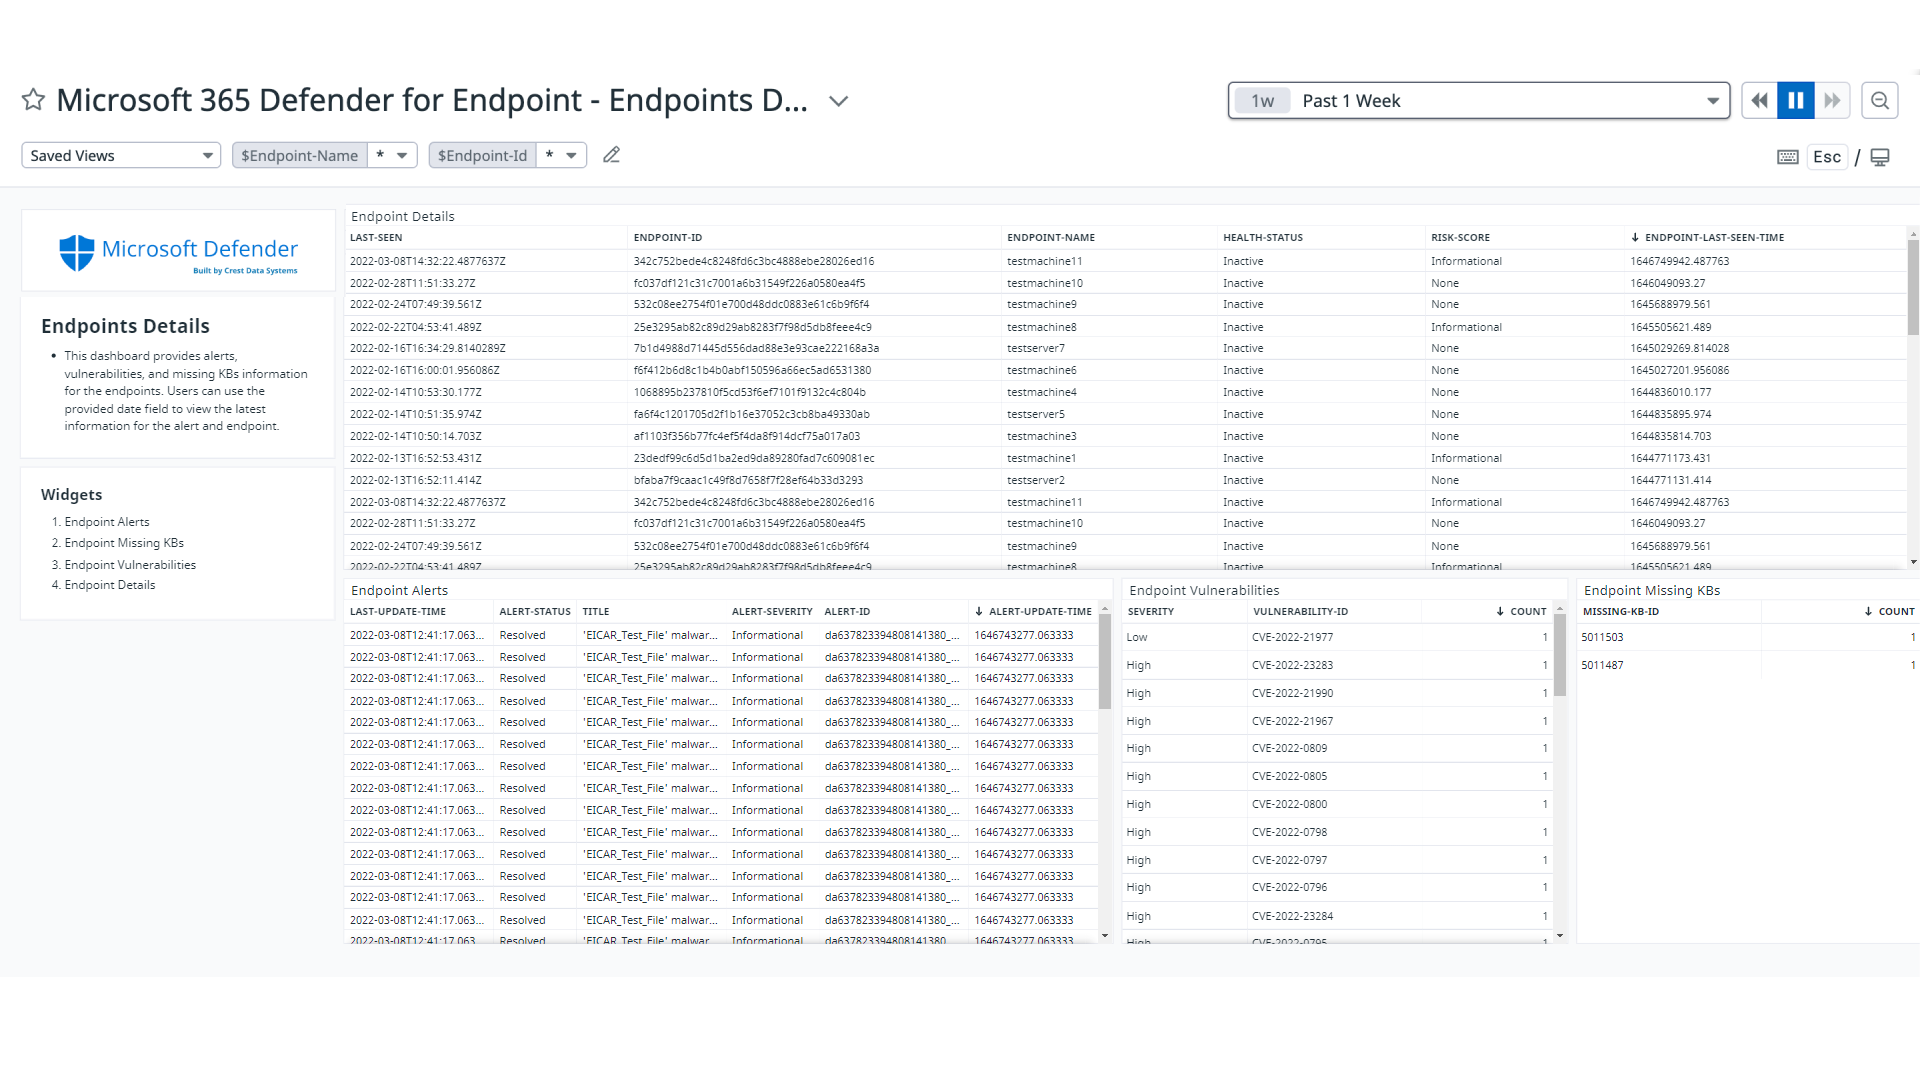 Microsoft 365 Defender for Endpoint - Endpoints D...
1w Past 1 Week
Saved Views $Endpoint-Name * $Endpoint-Id *
Esc /
Microsoft Defender
Built by Crest Data Systems
Endpoints Details
• This dashboard provides alerts,
vulnerabilities, and missing KBs information
for the endpoints. Users can use the
provided date field to view the latest
information for the alert and endpoint.
Widgets
1. Endpoint Alerts
2. Endpoint Missing KBs
3. Endpoint Vulnerabilities
4. Endpoint Details
Endpoint Details
LAST-SEEN ENDPOINT-ID ENDPOINT-NAME HEALTH-STATUS RISK-SCORE ENDPOINT-LAST-SEEN-TIME
2022-03-08T14:32:22.4877637Z 342c752bede4c8248fd6c3bc4888ebe28026ed16 testmachine11 Inactive Informational 1646749942.487763
2022-02-28T11:51:33.27Z fc037df121c31c7001a6b31549f226a0580ea4f5 testmachine10 Inactive None 1646049093.27
2022-02-24T07:49:39.561Z 532c08ee2754f01e700d48ddc0883e61c6b9f6f4 testmachine9 Inactive None 1645688979.561
2022-02-22T04:53:41.489Z 25e3295ab82c89d29ab8283f7f98d5db8feee4c9 testmachine8 Inactive Informational 1645505621.489
2022-02-16T16:34:29.8140289Z 7b1d4988d71445d556dad88e3e93cae222168a3a testserver7 Inactive None 1645029269.814028
2022-02-16T16:00:01.956086Z f6f412b6d8c1b4b0abf150596a66ec5ad6531380 testmachine6 Inactive None 1645027201.956086
2022-02-14T10:53:30.177Z 1068895b237810f5cd53f6ef7101f9132c4c804b testmachine4 Inactive None 1644836010.177
2022-02-14T10:51:35.974Z fa6f4c1201705d2f1b16e37052c3cb8ba49330ab testserver5 Inactive None 1644835895.974
2022-02-14T10:50:14.703Z af1103f356b77fc4ef5f4da8f914dcf75a017a03 testmachine3 Inactive None 1644835814.703
2022-02-13T16:52:53.431Z 23dedf99c6d5d1ba2ed9da89280fad7c609081ec testmachine1 Inactive Informational 1644771173.431
2022-02-13T16:52:11.414Z bfaba7f9caac1c49f8d7658f7f28ef64b33d3293 testserver2 Inactive None 1644771131.414
2022-03-08T14:32:22.4877637Z 342c752bede4c8248fd6c3bc4888ebe28026ed16 testmachine11 Inactive Informational 1646749942.487763
2022-02-28T11:51:33.27Z fc037df121c31c7001a6b31549f226a0580ea4f5 testmachine10 Inactive None 1646049093.27
2022-02-24T07:49:39.561Z 532c08ee2754f01e700d48ddc0883e61c6b9f6f4 testmachine9 Inactive None 1645688979.561
2022-02-22T04:53:41.489Z 25e3295ab82c89d29ab8283f7f98d5db8feee4c9 testmachine8 Inactive Informational 1645505621.489
Endpoint Alerts
LAST-UPDATE-TIME ALERT-STATUS TITLE ALERT-SEVERITY ALERT-ID ALERT-UPDATE-TIME
2022-03-08T12:41:17.063... Resolved 'EICAR_Test_File' malwar... Informational da637823394808141380_... 1646743277.063333
2022-03-08T12:41:17.063... Resolved 'EICAR_Test_File' malwar... Informational da637823394808141380_... 1646743277.063333
2022-03-08T12:41:17.063... Resolved 'EICAR_Test_File' malwar... Informational da637823394808141380_... 1646743277.063333
2022-03-08T12:41:17.063... Resolved 'EICAR_Test_File' malwar... Informational da637823394808141380_... 1646743277.063333
2022-03-08T12:41:17.063... Resolved 'EICAR_Test_File' malwar... Informational da637823394808141380_... 1646743277.063333
2022-03-08T12:41:17.063... Resolved 'EICAR_Test_File' malwar... Informational da637823394808141380_... 1646743277.063333
2022-03-08T12:41:17.063... Resolved 'EICAR_Test_File' malwar... Informational da637823394808141380_... 1646743277.063333
2022-03-08T12:41:17.063... Resolved 'EICAR_Test_File' malwar... Informational da637823394808141380_... 1646743277.063333
2022-03-08T12:41:17.063... Resolved 'EICAR_Test_File' malwar... Informational da637823394808141380_... 1646743277.063333
2022-03-08T12:41:17.063... Resolved 'EICAR_Test_File' malwar... Informational da637823394808141380_... 1646743277.063333
2022-03-08T12:41:17.063... Resolved 'EICAR_Test_File' malwar... Informational da637823394808141380_... 1646743277.063333
2022-03-08T12:41:17.063... Resolved 'EICAR_Test_File' malwar... Informational da637823394808141380_... 1646743277.063333
2022-03-08T12:41:17.063... Resolved 'EICAR_Test_File' malwar... Informational da637823394808141380_... 1646743277.063333
2022-03-08T12:41:17.063... Resolved 'EICAR_Test_File' malwar... Informational da637823394808141380_... 1646743277.063333
2022-03-08T12:41:17.063 Resolved 'EICAR_Test_File' malwar Informational da637823394808141380 1646743277.063333
Endpoint Vulnerabilities
SEVERITY VULNERABILITY-ID COUNT
Low CVE-2022-21977 1
High CVE-2022-23283 1
High CVE-2022-21990 1
High CVE-2022-21967 1
High CVE-2022-0809 1
High CVE-2022-0805 1
High CVE-2022-0800 1
High CVE-2022-0798 1
High CVE-2022-0797 1
High CVE-2022-0796 1
High CVE-2022-23284 1
High CVE-2022-0795 1
Endpoint Missing KBs
MISSING-KB-ID COUNT
5011503 1
5011487 1